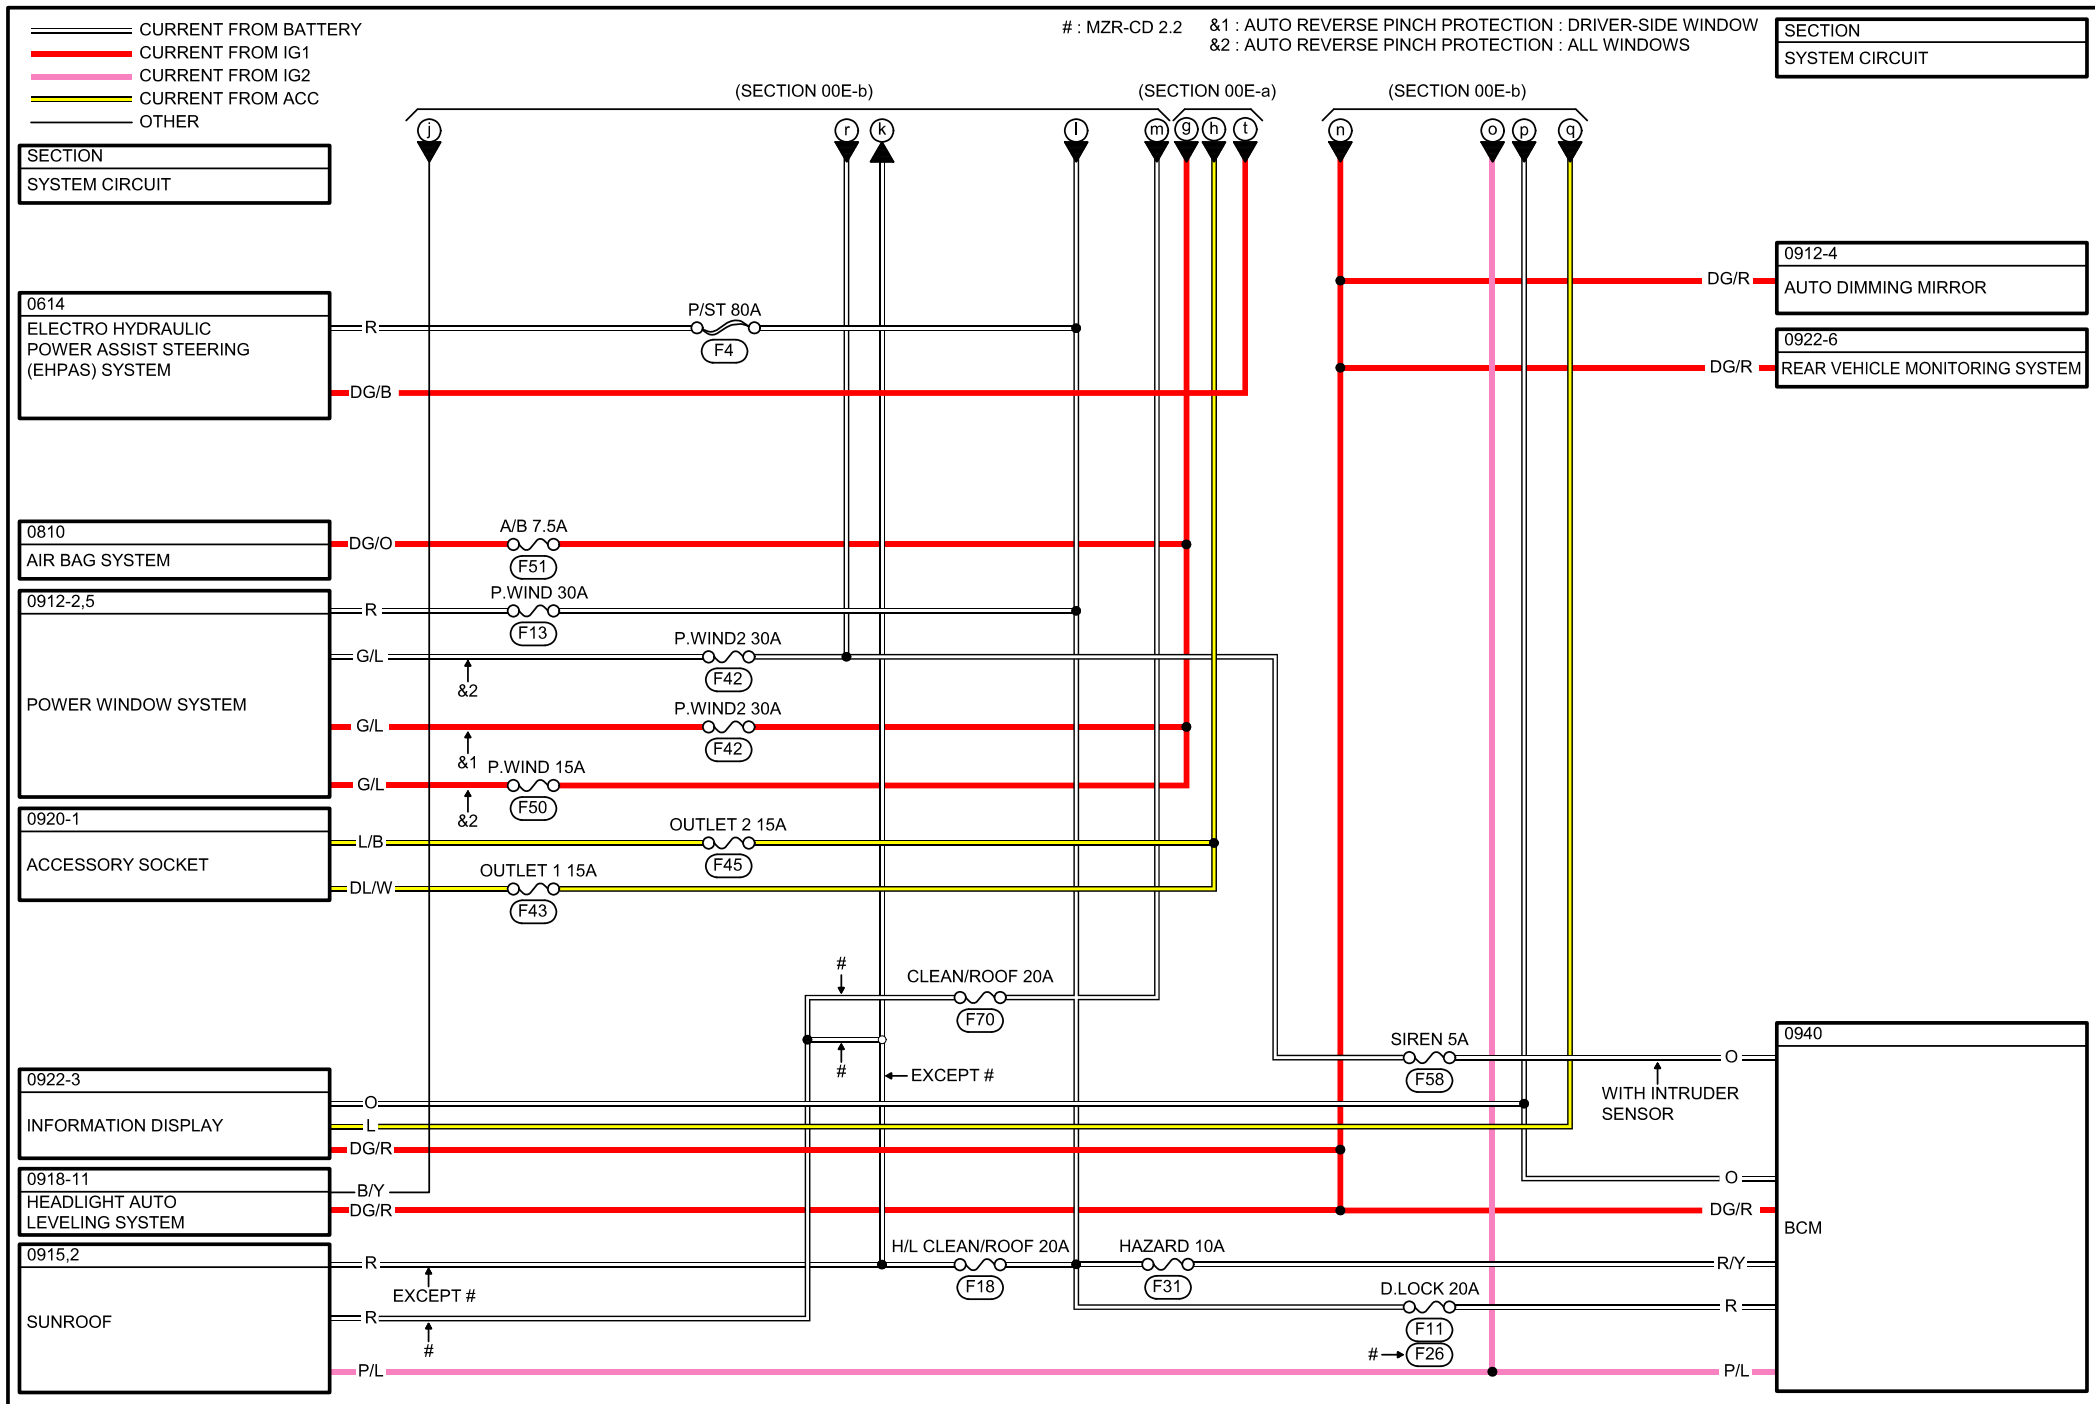 CURRENT FROM BATTERY
CURRENT FROM IG1
CURRENT FROM IG2
CURRENT FROM ACC
OTHER
# : MZR-CD 2.2
&1 : AUTO REVERSE PINCH PROTECTION : DRIVER-SIDE WINDOW
&2 : AUTO REVERSE PINCH PROTECTION : ALL WINDOWS
SECTION
SYSTEM CIRCUIT
SECTION
SYSTEM CIRCUIT
(SECTION 00E-b)
(SECTION 00E-a)
(SECTION 00E-b)
j
r
k
l
m
g
h
t
n
o
p
q
0912-4
AUTO DIMMING MIRROR
DG/R
0922-6
REAR VEHICLE MONITORING SYSTEM
DG/R
0614
ELECTRO HYDRAULIC
POWER ASSIST STEERING
(EHPAS) SYSTEM
R
P/ST 80A
F4
DG/B
0810
AIR BAG SYSTEM
DG/O
A/B 7.5A
F51
0912-2,5
POWER WINDOW SYSTEM
R
P.WIND 30A
F13
G/L
&2
P.WIND2 30A
F42
G/L
&1
P.WIND2 30A
F42
G/L
&2
P.WIND 15A
F50
0920-1
ACCESSORY SOCKET
L/B
OUTLET 2 15A
F45
DL/W
OUTLET 1 15A
F43
#
CLEAN/ROOF 20A
F70
#
EXCEPT #
SIREN 5A
F58
O
WITH INTRUDER
SENSOR
0940
BCM
0922-3
INFORMATION DISPLAY
O
L
DG/R
O
0918-11
HEADLIGHT AUTO
LEVELING SYSTEM
B/Y
DG/R
DG/R
0915,2
SUNROOF
R
EXCEPT #
H/L CLEAN/ROOF 20A
F18
HAZARD 10A
F31
R/Y
R
#
D.LOCK 20A
F11
# F26
R
P/L
P/L